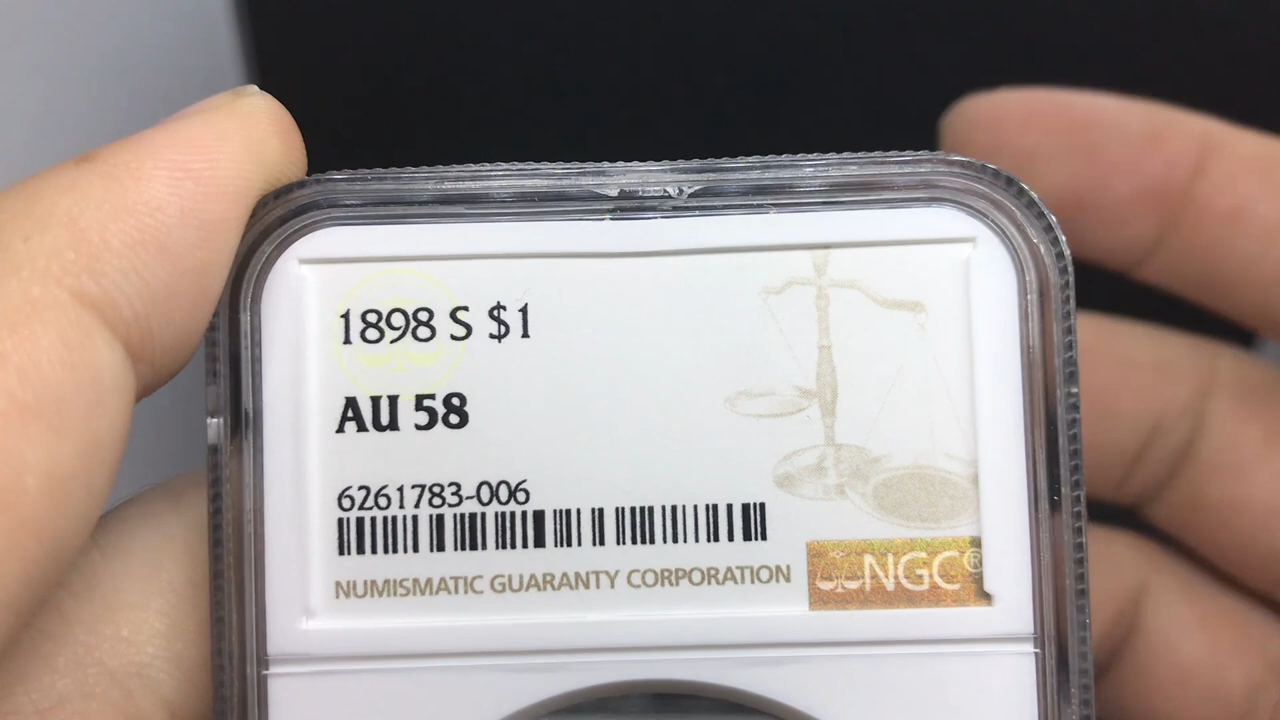 1898 S $1
AU 58
6261783-006
NUMISMATIC GUARANTY CORPORATION
NGC®